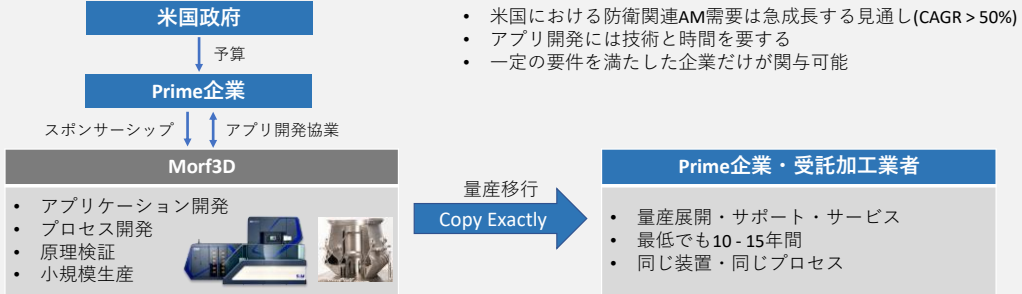 米国政府
予算
Prime企業
スポンサーシップ
アプリ開発協業
• 米国における防衛関連AM需要は急成長する見通し(CAGR > 50%)
• アプリ開発には技術と時間を要する
• 一定の要件を満たした企業だけが関与可能
Morf3D
• アプリケーション開発
• プロセス開発
• 原理検証
• 小規模生産
量産移行
Copy Exactly
Prime企業・受託加工業者
• 量産展開・サポート・サービス
• 最低でも10 - 15年間
• 同じ装置・同じプロセス